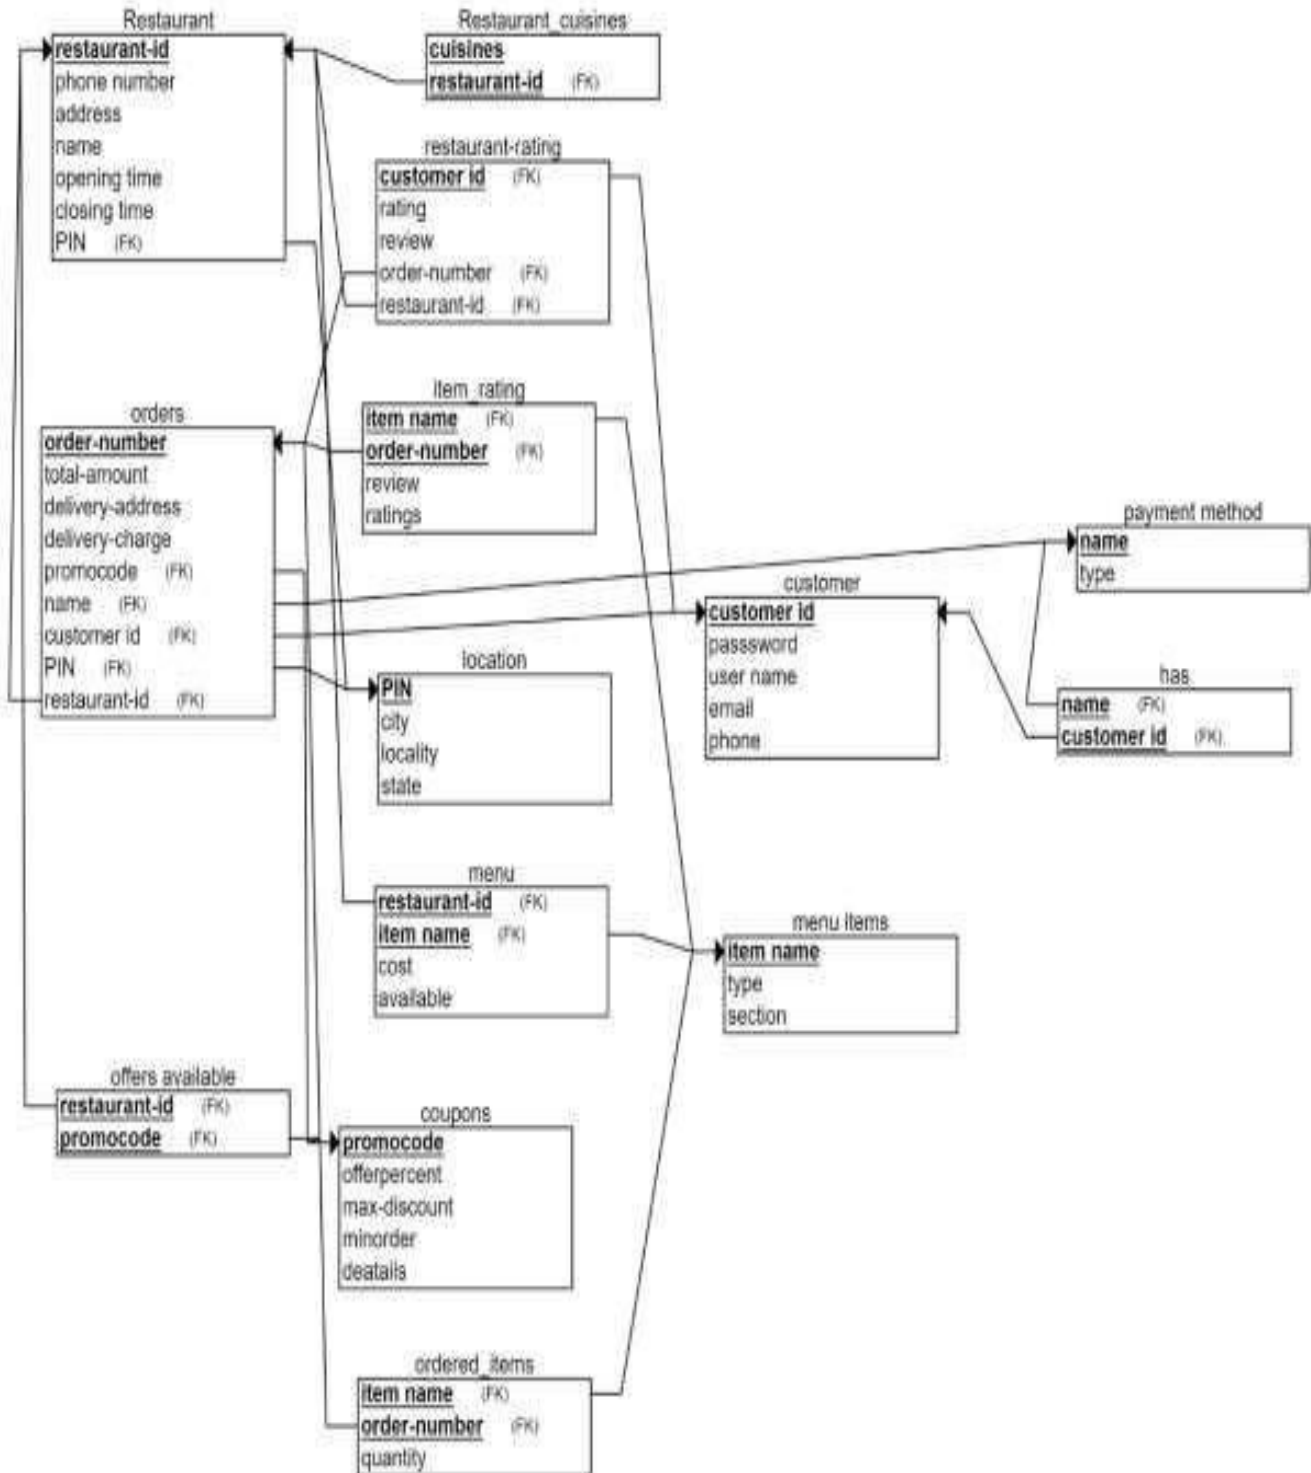 Restaurant
restaurant-id
phone number
address
name
opening time
closing time
PIN (FK)
Restaurant_cuisines
cuisines
restaurant-id (FK)
restaurant-rating
customer id (FK)
rating
review
order-number (FK)
restaurant-id (FK)
item_rating
item name (FK)
order-number (FK)
review
ratings
orders
order-number
total-amount
delivery-address
delivery-charge
promocode (FK)
name (FK)
customer id (FK)
PIN (FK)
restaurant-id (FK)
payment method
name
type
customer
customer id
passsword
user name
email
phone
location
PIN
city
locality
state
has
name (FK)
customer id (FK)
menu
restaurant-id (FK)
item name (FK)
cost
available
menu items
item name
type
section
offers available
restaurant-id (FK)
promocode (FK)
coupons
promocode
offerpercent
max-discount
minorder
deatails
ordered_items
item name (FK)
order-number (FK)
quantity